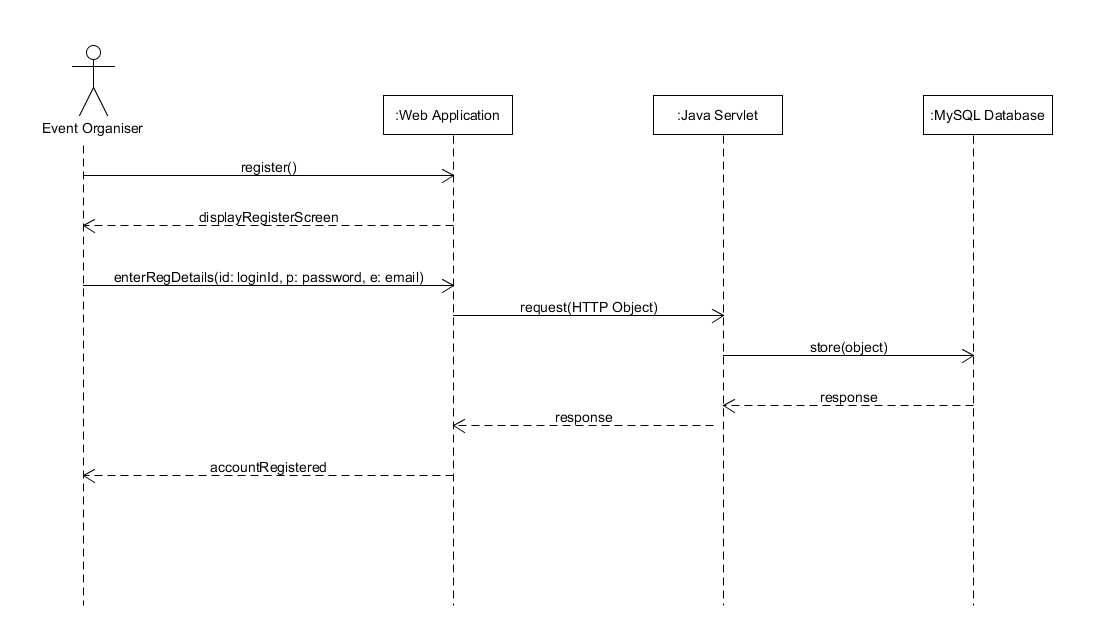 Event Organiser
:Web Application
:Java Servlet
:MySQL Database
register()
displayRegisterScreen
enterRegDetails(id: loginId, p: password, e: email)
request(HTTP Object)
store(object)
response
response
accountRegistered